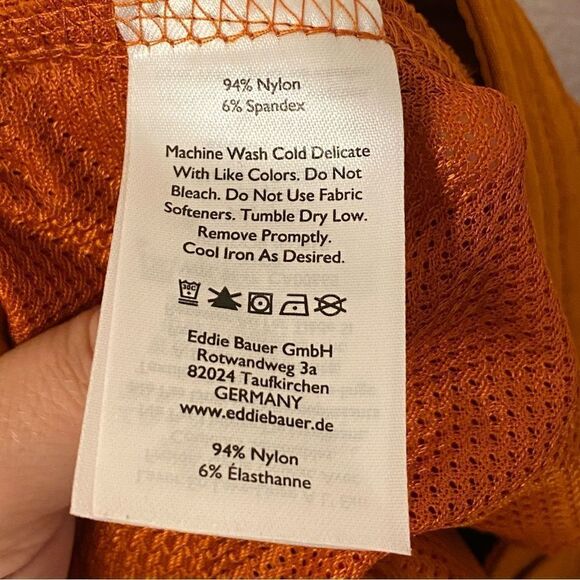 94% Nylon
6% Spandex
Machine Wash Cold Delicate
With Like Colors. Do Not
Bleach. Do Not Use Fabric
Softeners. Tumble Dry Low.
Remove Promptly.
Cool Iron As Desired.
30C
Eddie Bauer GmbH
Rotwandweg 3a
82024 Taufkirchen
GERMANY
www.eddiebauer.de
94% Nylon
6% Élasthanne